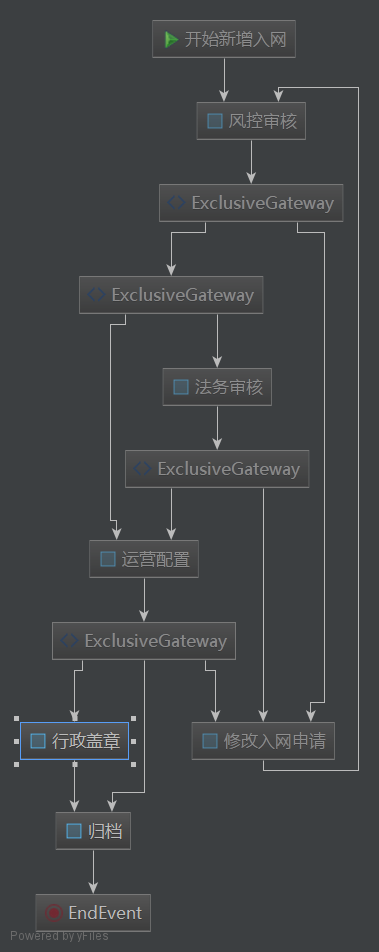 开始新增入网
风控审核
ExclusiveGateway
ExclusiveGateway
法务审核
ExclusiveGateway
运营配置
ExclusiveGateway
行政盖章
修改入网申请
归档
EndEvent
Powered by yFiles